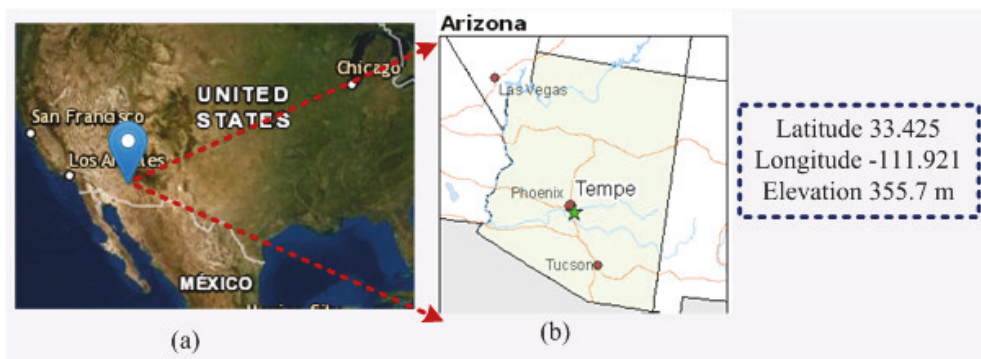 Chicago
UNITED
STATES
San Francisco
Los Angeles
MÉXICO
(a)
Arizona
Las Vegas
Phoenix
Tempe
Tucson
(b)
Latitude 33.425
Longitude -111.921
Elevation 355.7 m